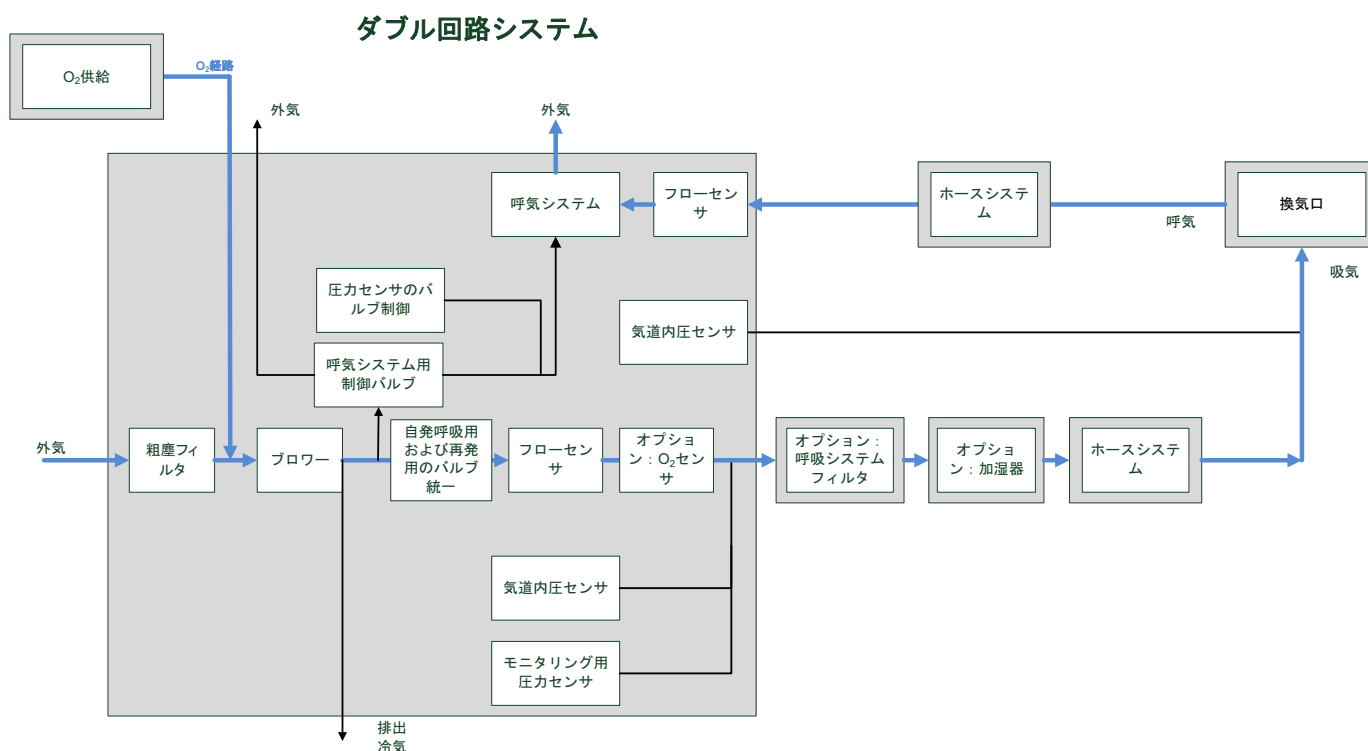 ダブル回路システム
O₂供給
O₂経路
外気
外気
呼気システム
フローセン
サ
ホースシステ
ム
換気口
呼気
吸気
圧力センサのバ
ルブ制御
気道内圧センサ
呼気システム用
制御バルブ
外気
粗塵フィ
ルタ
ブロワー
自発呼吸用
および再発
用のバルブ
統一
フローセン
サ
オプショ
ン：O₂セン
サ
オプション：
呼吸システム
フィルタ
オプショ
ン：加湿器
ホースシステ
ム
気道内圧センサ
モニタリング用
圧力センサ
排出
冷気